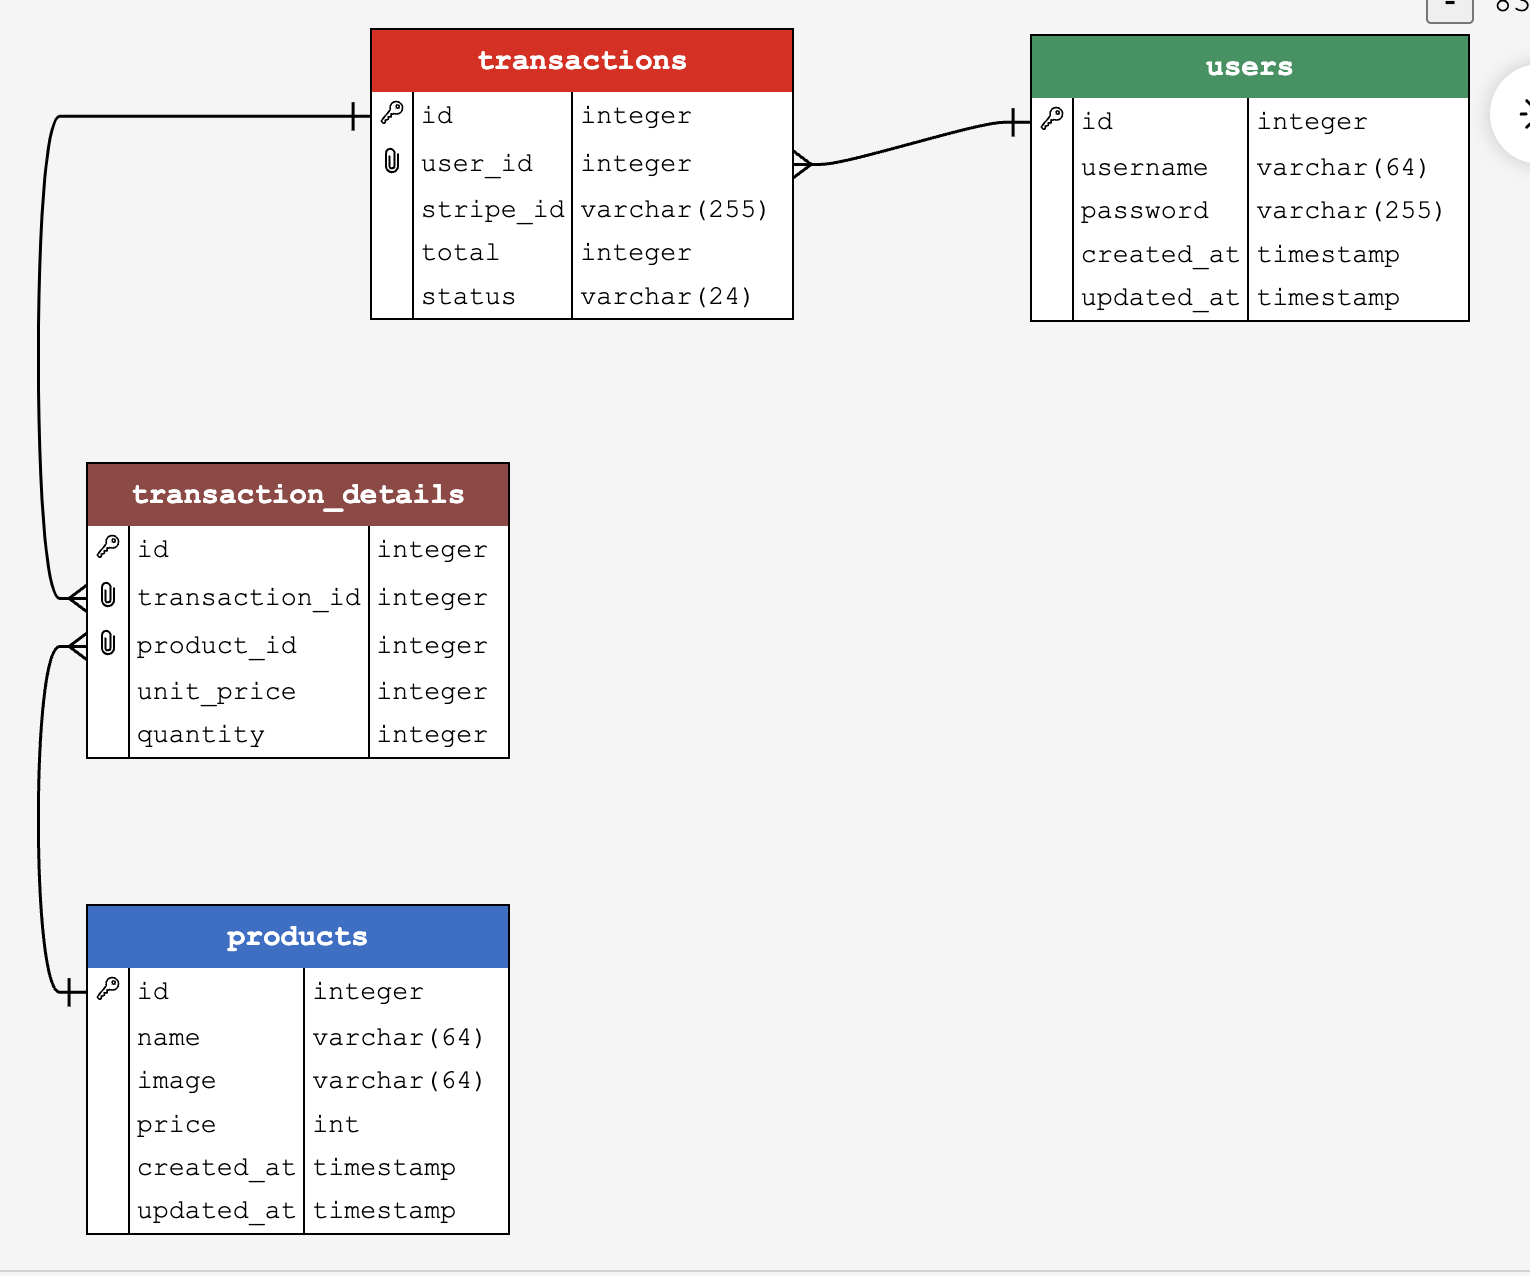 -
transactions
id integer
user_id integer
stripe_id varchar(255)
total integer
status varchar(24)
users
id integer
username varchar(64)
password varchar(255)
created_at timestamp
updated_at timestamp
transaction_details
id integer
transaction_id integer
product_id integer
unit_price integer
quantity integer
products
id integer
name varchar(64)
image varchar(64)
price int
created_at timestamp
updated_at timestamp